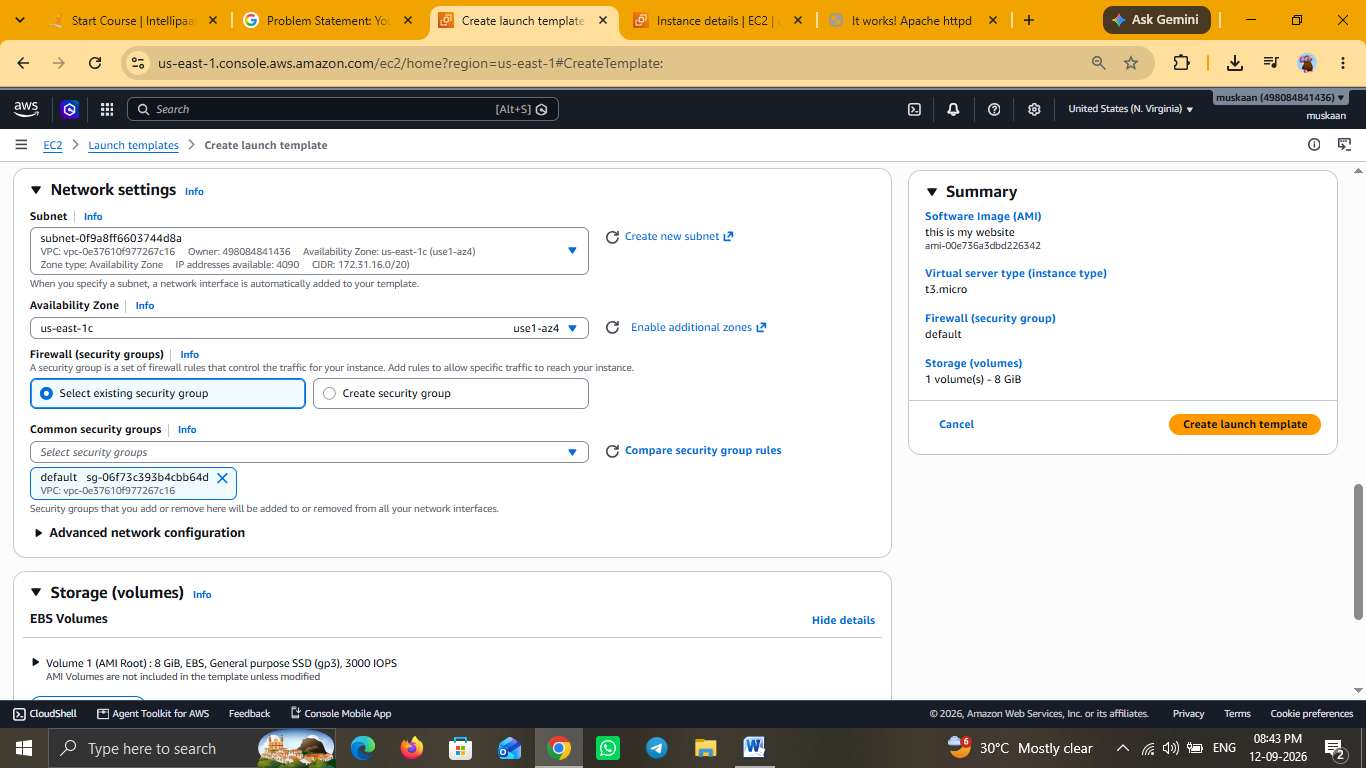 Start Course | Intellipaa
Problem Statement: You
Create launch template
Instance details | EC2 | u
It works! Apache httpd
Ask Gemini
us-east-1.console.aws.amazon.com/ec2/home?region=us-east-1#CreateTemplate:
aws
Search
[Alt+S]
United States (N. Virginia)
muskaan (498084841436)
muskaan
EC2
Launch templates
Create launch template
Network settings
Info
Subnet
Info
subnet-0f9a8ff6603744d8a
VPC: vpc-0e37610f977267c16 Owner: 498084841436 Availability Zone: us-east-1c (use1-az4)
Zone type: Availability Zone IP addresses available: 4090 CIDR: 172.31.16.0/20)
Create new subnet
When you specify a subnet, a network interface is automatically added to your template.
Availability Zone
Info
us-east-1c
use1-az4
Enable additional zones
Firewall (security groups)
Info
A security group is a set of firewall rules that control the traffic for your instance. Add rules to allow specific traffic to reach your instance.
Select existing security group
Create security group
Common security groups
Info
Select security groups
Compare security group rules
default sg-06f73c393b4cbb64d
VPC: vpc-0e37610f977267c16
Security groups that you add or remove here will be added to or removed from all your network interfaces.
Advanced network configuration
Storage (volumes)
Info
EBS Volumes
Hide details
Volume 1 (AMI Root) : 8 GiB, EBS, General purpose SSD (gp3), 3000 IOPS
AMI Volumes are not included in the template unless modified
Summary
Software Image (AMI)
this is my website
ami-00e736a3dbd226342
Virtual server type (instance type)
t3.micro
Firewall (security group)
default
Storage (volumes)
1 volume(s) - 8 GiB
Cancel
Create launch template
CloudShell
Agent Toolkit for AWS
Feedback
Console Mobile App
© 2026, Amazon Web Services, Inc. or its affiliates.
Privacy
Terms
Cookie preferences
Type here to search
6
30°C Mostly clear
ENG
08:43 PM
12-09-2026
2